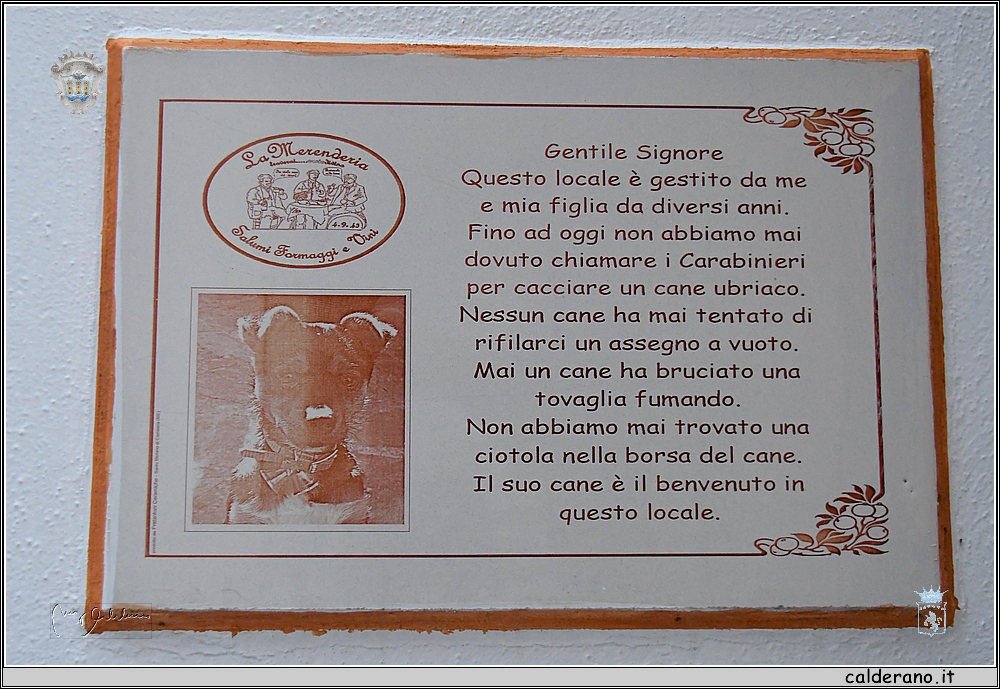 La Merenderia
4.9.43
Salumi Formaggi e Vini
Gentile Signore
Questo locale è gestito da me
e mia figlia da diversi anni.
Fino ad oggi non abbiamo mai
dovuto chiamare i Carabinieri
per cacciare un cane ubriaco.
Nessun cane ha mai tentato di
rifilarci un assegno a vuoto.
Mai un cane ha bruciato una
tovaglia fumando.
Non abbiamo mai trovato una
ciotola nella borsa del cane.
Il suo cane è il benvenuto in
questo locale.
calderano.it